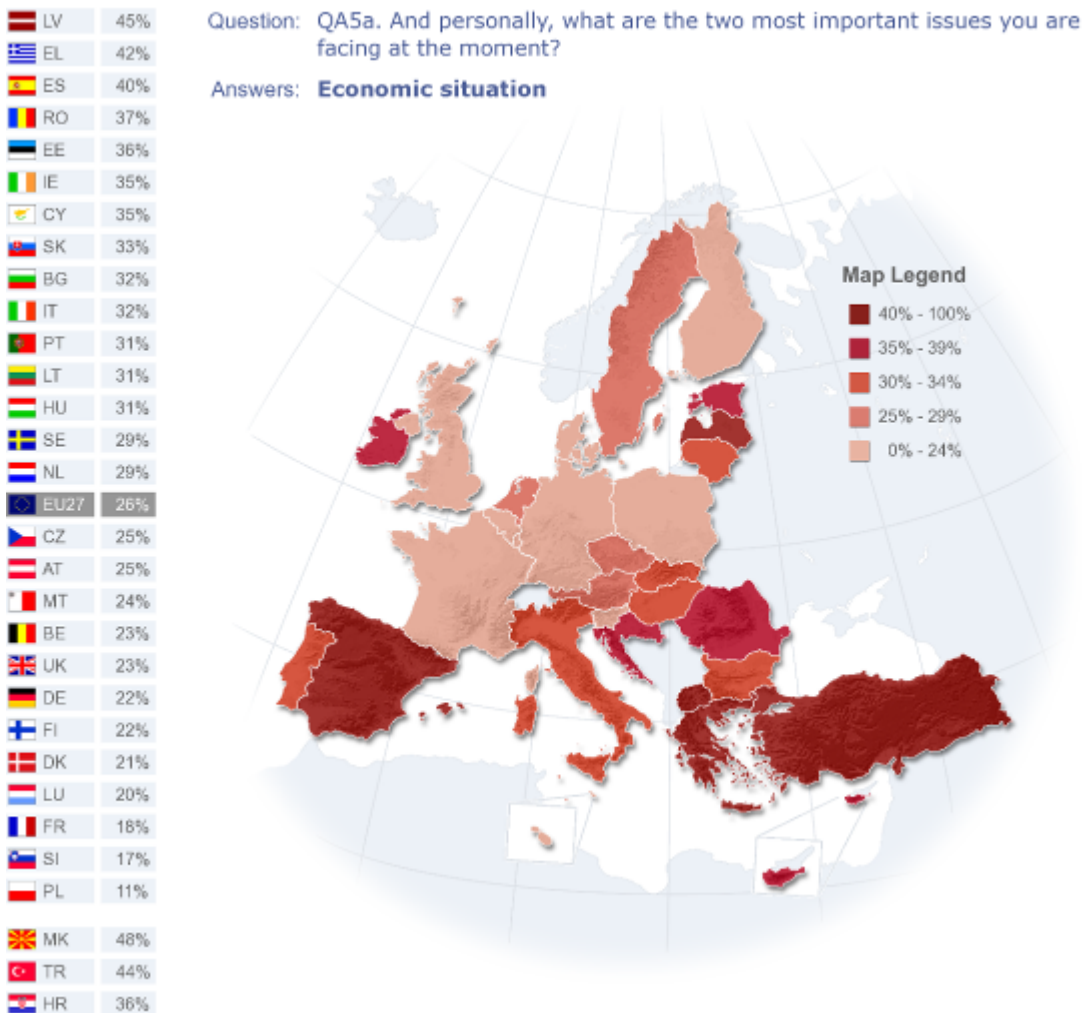 Question: QA5a. And personally, what are the two most important issues you are
facing at the moment?
Answers: Economic situation
LV 45%
EL 42%
ES 40%
RO 37%
EE 36%
IE 35%
CY 35%
SK 33%
BG 32%
IT 32%
PT 31%
LT 31%
HU 31%
SE 29%
NL 29%
EU27 26%
CZ 25%
AT 25%
MT 24%
BE 23%
UK 23%
DE 22%
FI 22%
DK 21%
LU 20%
FR 18%
SI 17%
PL 11%
MK 48%
TR 44%
HR 36%
Map Legend
40% - 100%
35% - 39%
30% - 34%
25% - 29%
0% - 24%